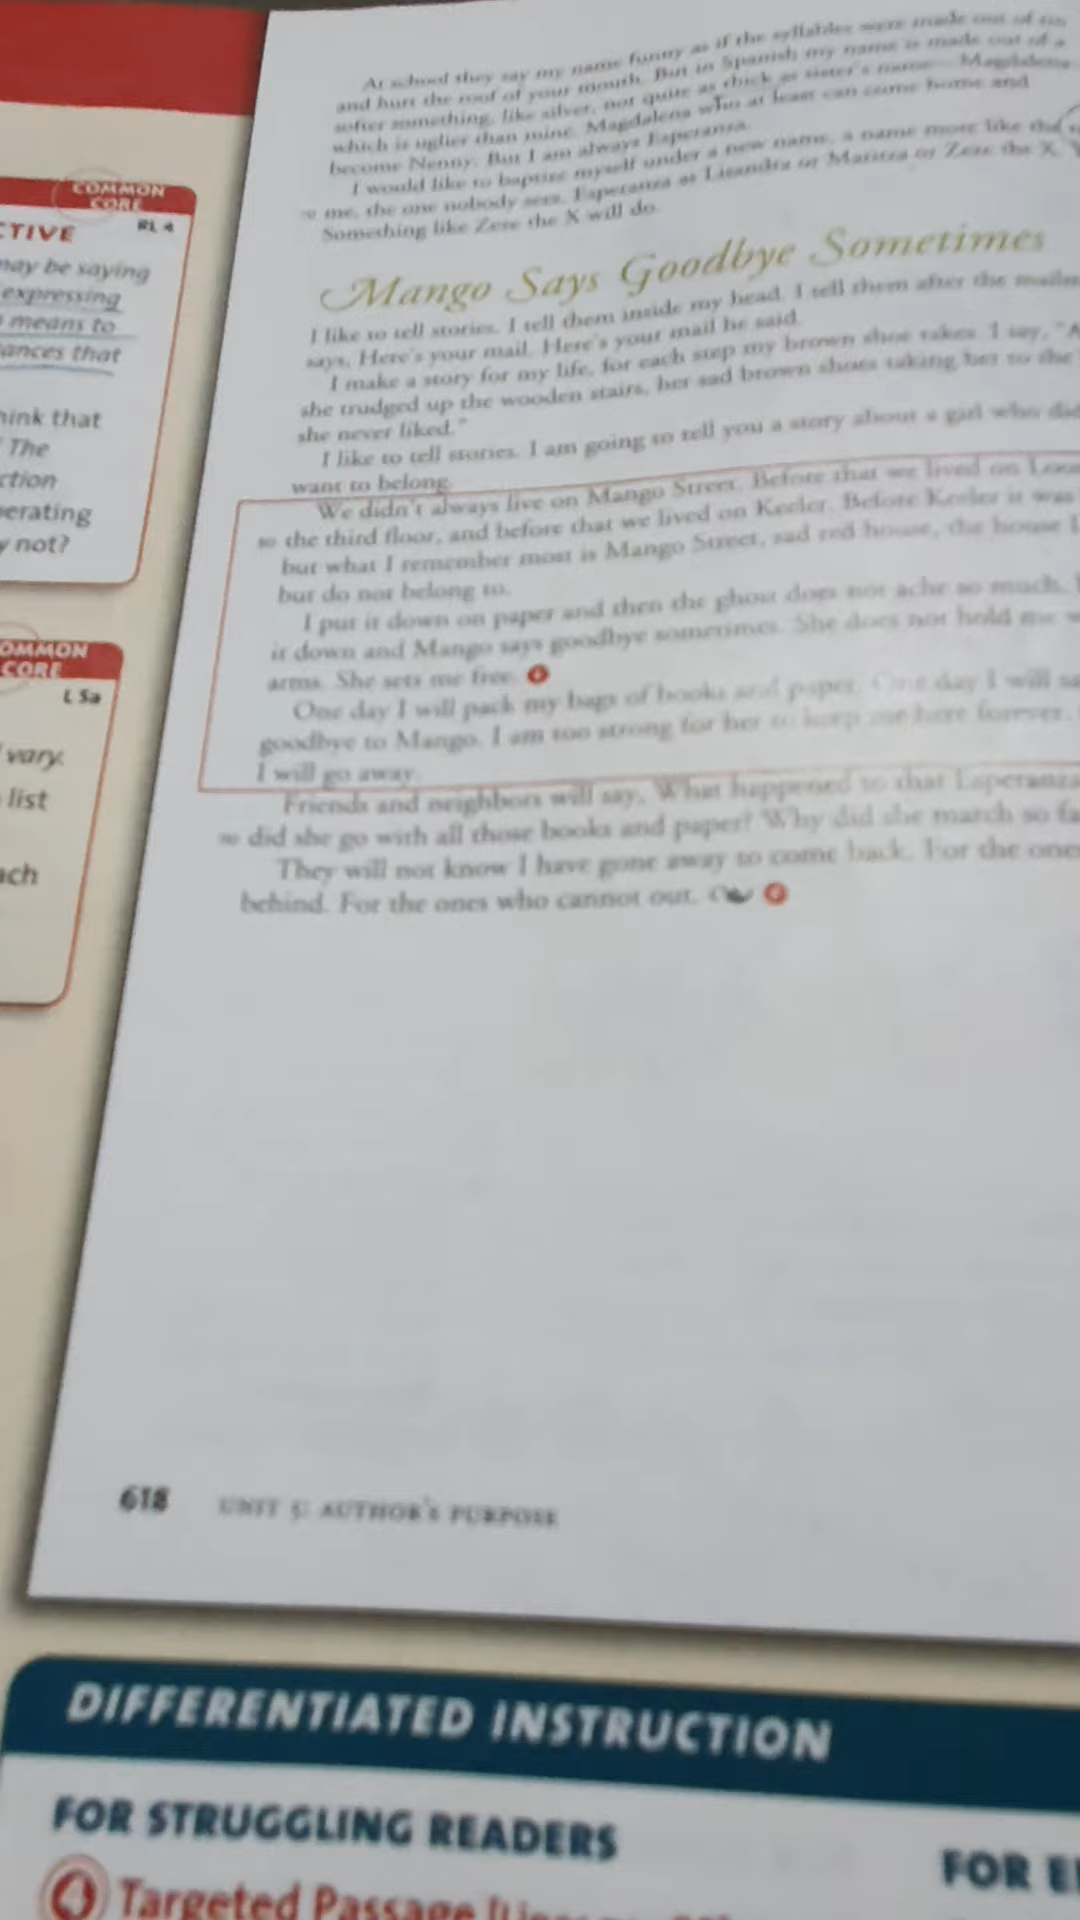 At school they say my name funny as if the syllables were made out of tin
and hurt the roof of your mouth. But in Spanish my name is made out of a
softer something, like silver, not quite as thick as sister's name—Magdalena—
which is uglier than mine. Magdalena who at least can come home and
become Nenny. But I am always Esperanza.
I would like to baptize myself under a new name, a name more like the
me, the one nobody sees. Esperanza as Lisandra or Maritza or Zeze the X.
Something like Zeze the X will do.
Mango Says Goodbye Sometimes
I like to tell stories. I tell them inside my head. I tell them after the
says, Here's your mail. Here's your mail he said.
I make a story for my life, for each step my brown shoe takes. I say, "
she trudged up the wooden stairs, her sad brown shoes taking her to the
she never liked."
I like to tell stories. I am going to tell you a story about a girl who
want to belong.
We didn't always live on Mango Street. Before that we lived on
the third floor, and before that we lived on Keeler. Before Keeler it was
but what I remember most is Mango Street, sad red house, the house I
but do not belong to.
I put it down on paper and then the ghost does not ache so much.
it down and Mango says goodbye sometimes. She does not hold me
arms. She sets me free.
One day I will pack my bags of books and paper. One day I will
goodbye to Mango. I am too strong for her to keep me here forever.
I will go away.
Friends and neighbors will say, What happened to that Esperanza
did she go with all those books and paper? Why did she march so
They will not know I have gone away to come back. For the
behind. For the ones who cannot out.
COMMON
CORE
RL 4
CTIVE
may be saying
expressing
means to
ances that
hink that
The
ction
erating
not?
OMMON
CORE
L 5a
vary.
list
ach
618 UNIT 5: AUTHOR'S PURPOSE
DIFFERENTIATED INSTRUCTION
FOR STRUGGLING READERS
FOR
4 Targeted Passage